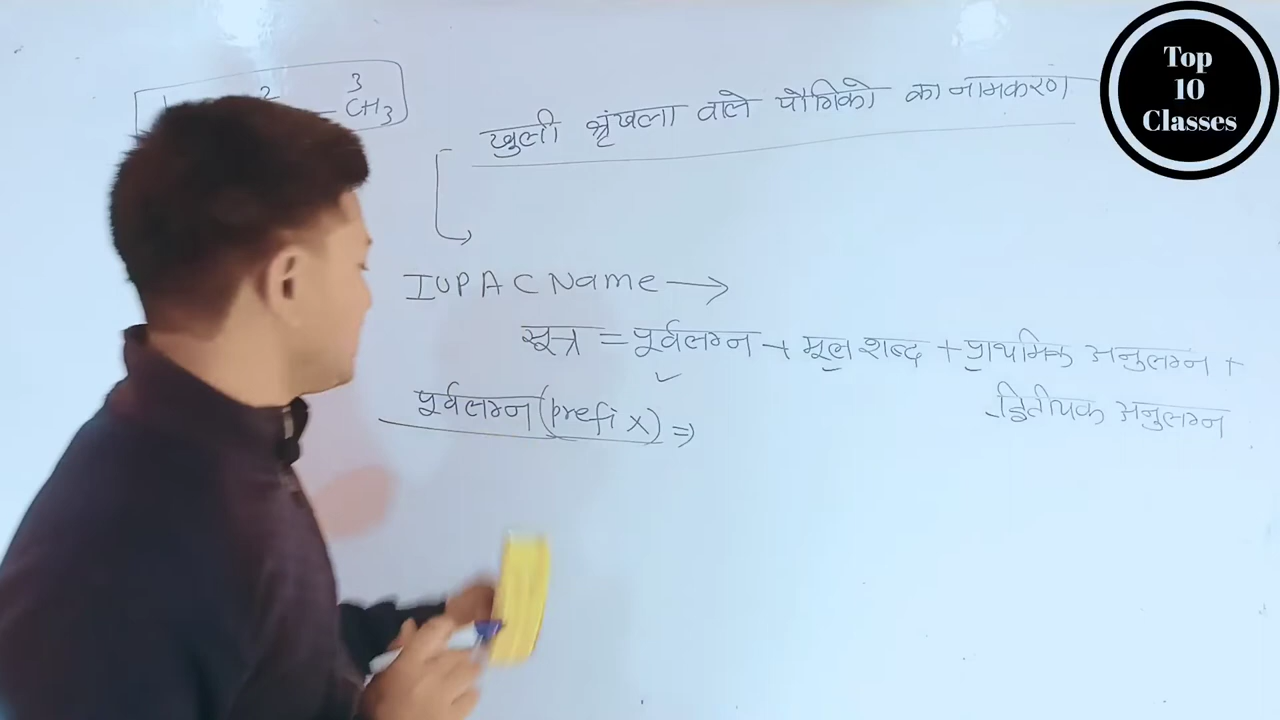 Top
10
Classes
2 3
CH3
खुली श्रृंखला वाले यौगिको का नामकरण
IUPAC Name →
सूत्र = पूर्वलग्न + मूल शब्द + प्राथमिक अनुलग्न +
द्वितीयक अनुलग्न
पूर्वलग्न (prefix) ⇒